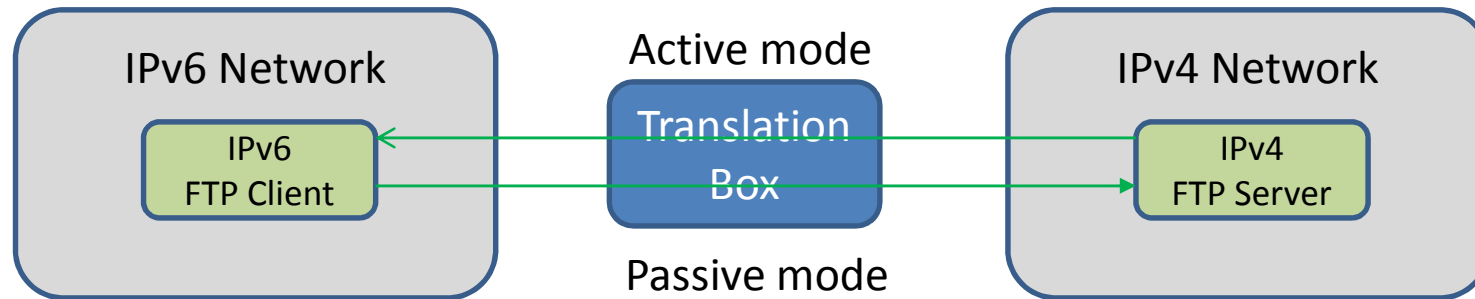 IPv6 Network
IPv6
FTP Client
Active mode
Translation
Box
Passive mode
IPv4 Network
IPv4
FTP Server